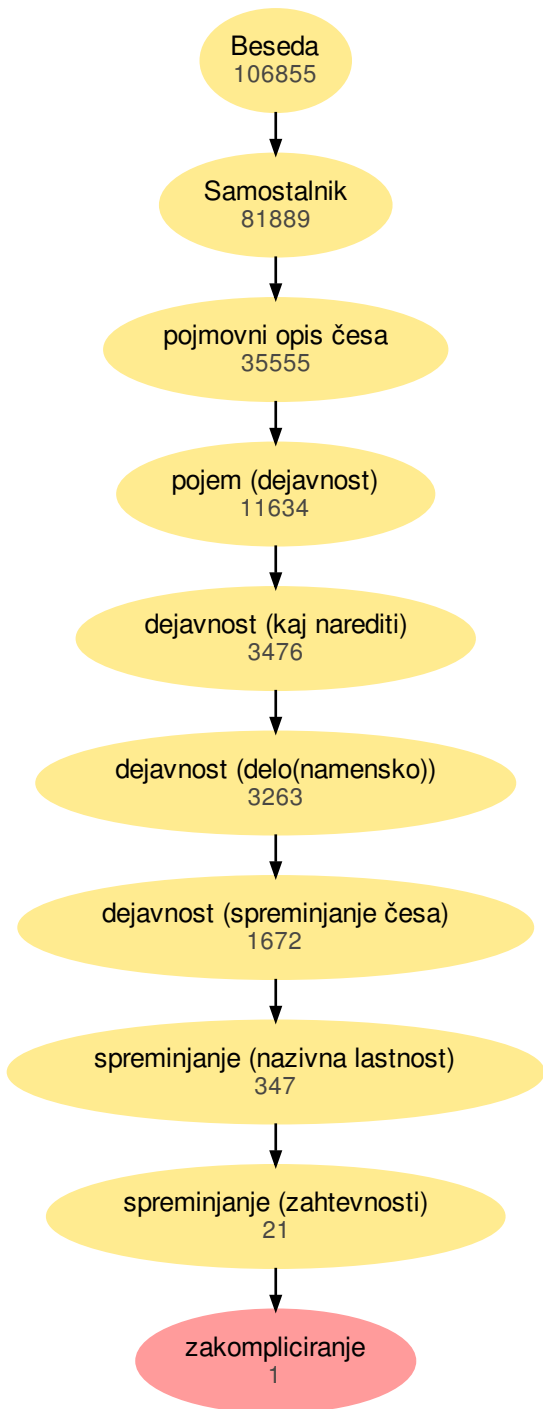 Beseda
106855
Samostalnik
81889
pojmovni opis česa
35555
pojem (dejavnost)
11634
dejavnost (kaj narediti)
3476
dejavnost (delo(namensko))
3263
dejavnost (spreminjanje česa)
1672
spreminjanje (nazivna lastnost)
347
spreminjanje (zahtevnosti)
21
zakompliciranje
1